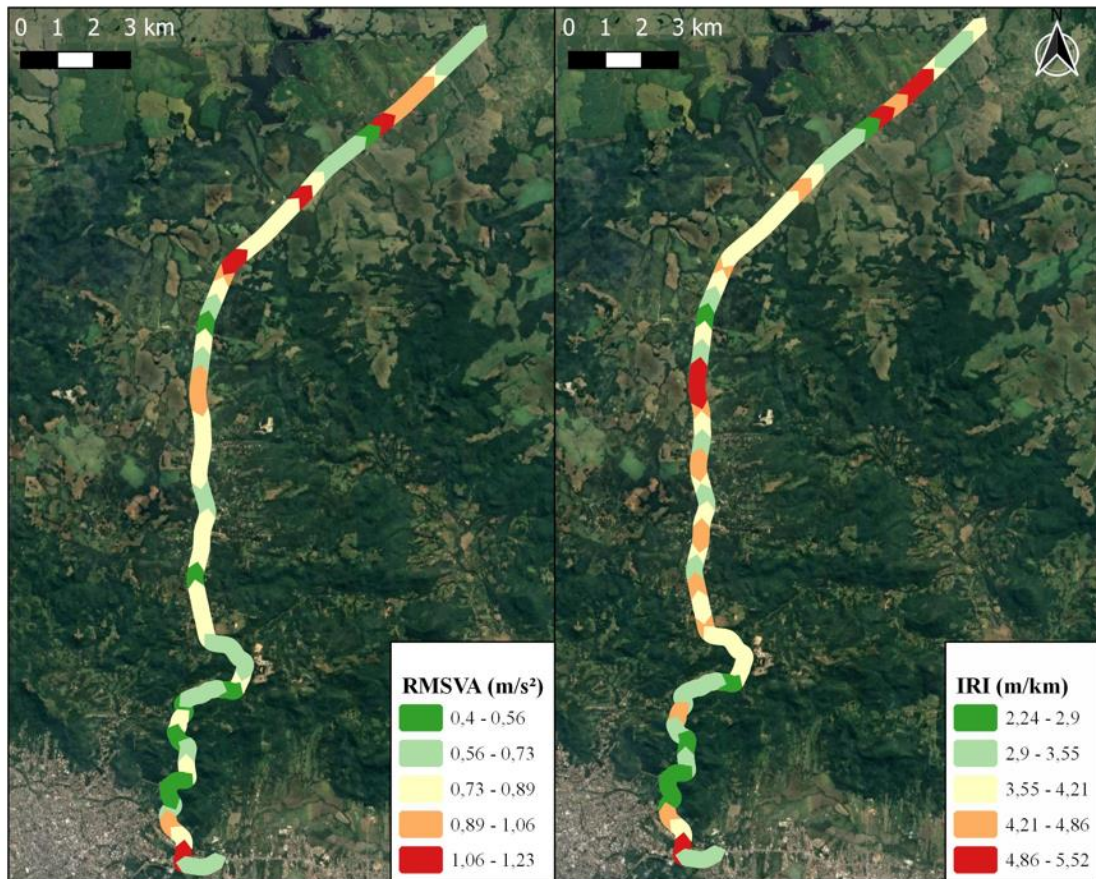 0 1 2 3 km
0 1 2 3 km
N
RMSVA (m/s²)
0,4 - 0,56
0,56 - 0,73
0,73 - 0,89
0,89 - 1,06
1,06 - 1,23
IRI (m/km)
2,24 - 2,9
2,9 - 3,55
3,55 - 4,21
4,21 - 4,86
4,86 - 5,52